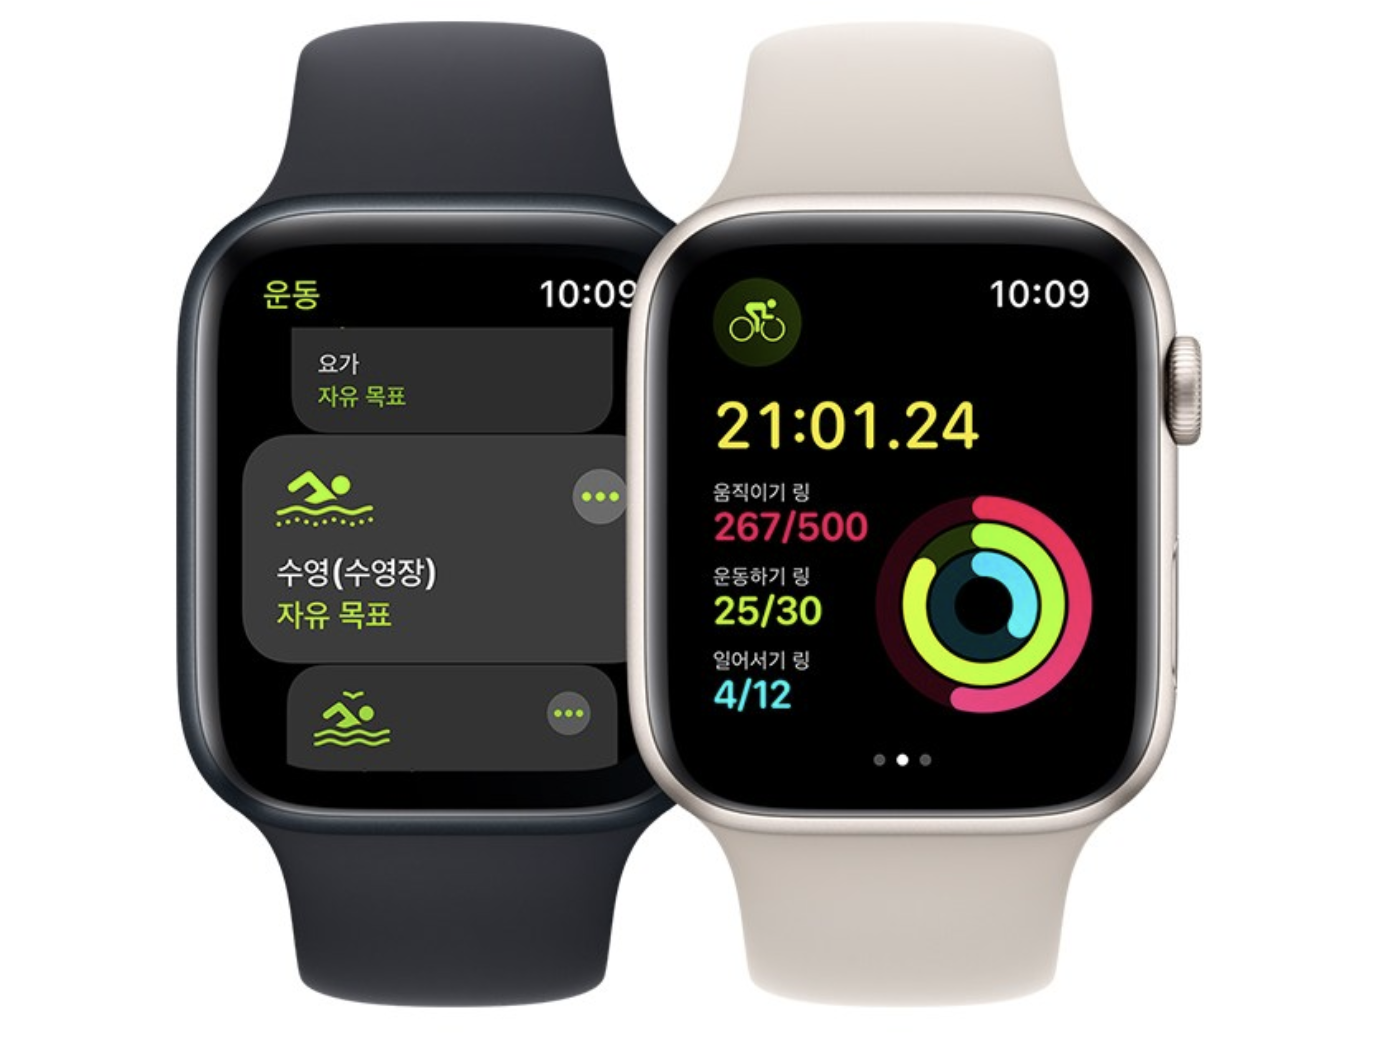 운동
10:09
요가
자유 목표
수영(수영장)
자유 목표
10:09
21:01.24
움직이기 링
267/500
운동하기 링
25/30
일어서기 링
4/12